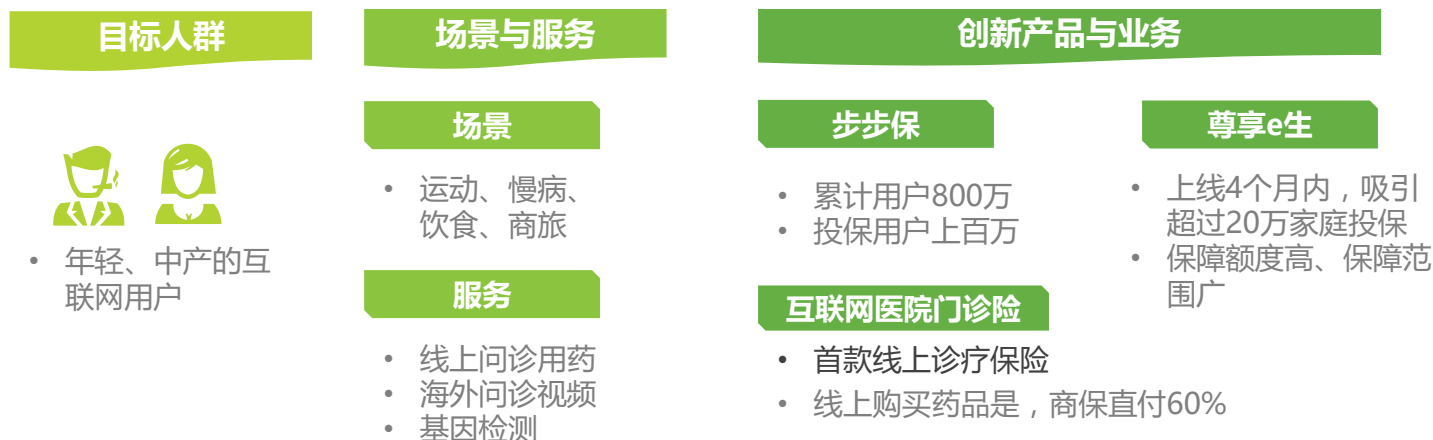 目标人群
• 年轻、中产的互
联网用户
场景与服务
场景
• 运动、慢病、
饮食、商旅
服务
• 线上问诊用药
• 海外问诊视频
• 基因检测
创新产品与业务
步步保
• 累计用户800万
• 投保用户上百万
尊享e生
• 上线4个月内，吸引
超过20万家庭投保
• 保障额度高、保障范
围广
互联网医院门诊险
• 首款线上诊疗保险
• 线上购买药品是，商保直付60%